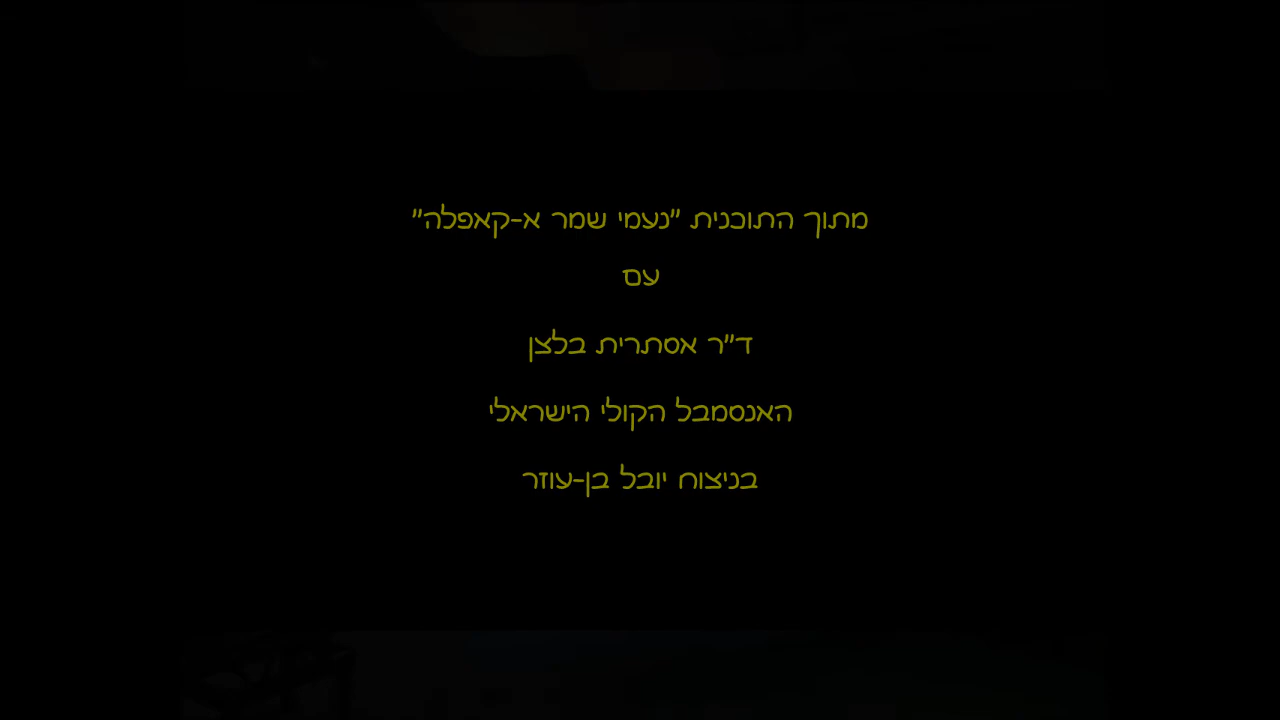 מתוך התוכנית "נעמי שמר א-קאפלה"
עם
ד"ר אסתרית בלצן
האנסמבל הקולי הישראלי
בניצוח יובל בן-עוזר